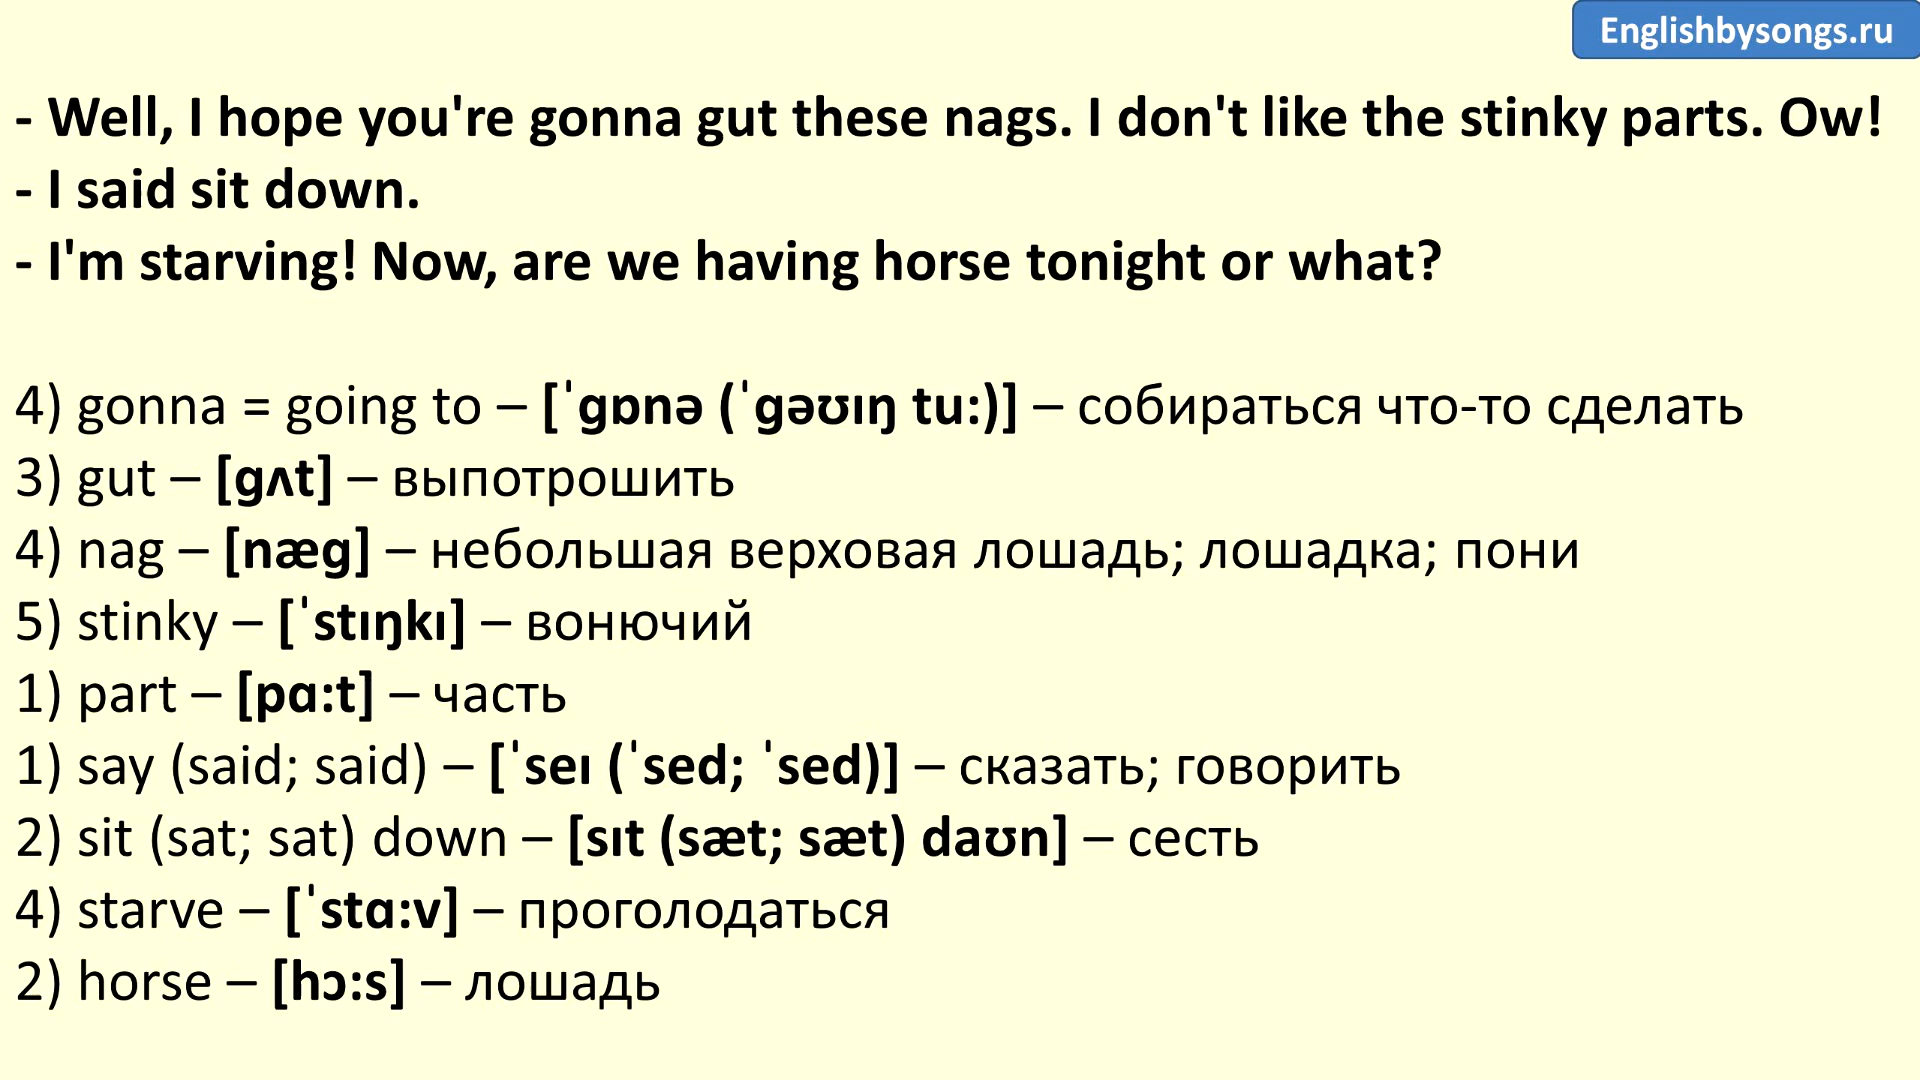 Englishbysongs.ru
- Well, I hope you're gonna gut these nags. I don't like the stinky parts. Ow!
- I said sit down.
- I'm starving! Now, are we having horse tonight or what?
4) gonna = going to – [ˈgɒnə (ˈgəʊɪŋ tu:)] – собираться что-то сделать
3) gut – [gʌt] – выпотрошить
4) nag – [næg] – небольшая верховая лошадь; лошадка; пони
5) stinky – [ˈstɪŋkɪ] – вонючий
1) part – [pɑ:t] – часть
1) say (said; said) – [ˈseɪ (ˈsed; ˈsed)] – сказать; говорить
2) sit (sat; sat) down – [sɪt (sæt; sæt) daʊn] – сесть
4) starve – [ˈstɑ:v] – проголодаться
2) horse – [hɔ:s] – лошадь